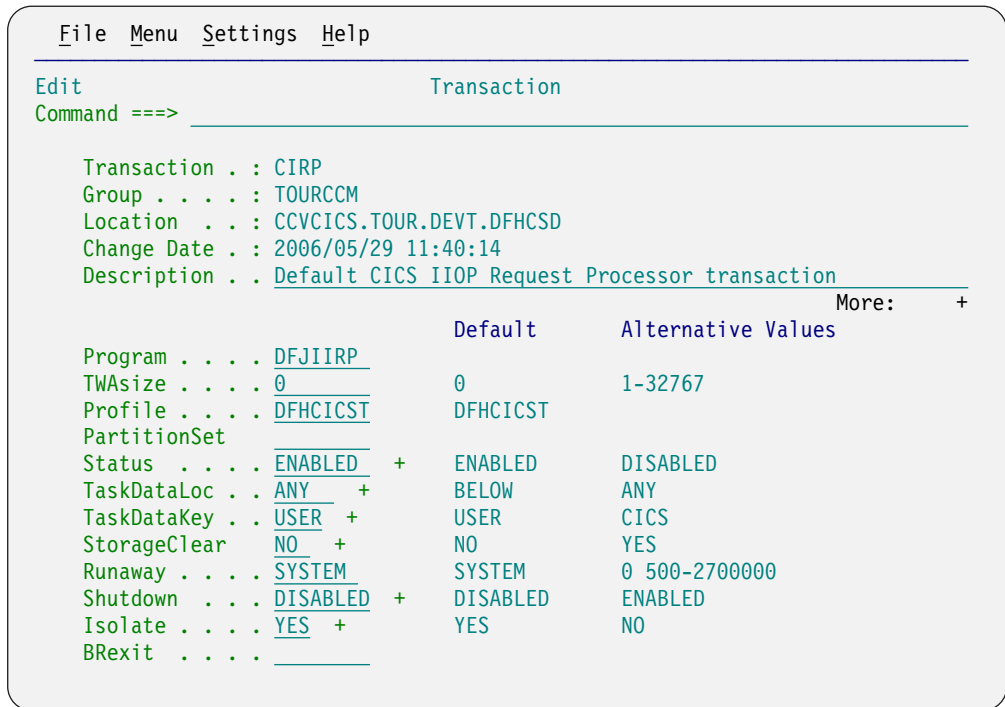 File Menu Settings Help
Edit Transaction
Command ===>
Transaction . : CIRP
Group . . . . : TOURCCM
Location . . : CCVCICS.TOUR.DEVT.DFHCSD
Change Date . : 2006/05/29 11:40:14
Description . . Default CICS IIOP Request Processor transaction
More: +
Default Alternative Values
Program . . . . DFJIIRP
TWAsize . . . . 0 0 1-32767
Profile . . . . DFHCICST DFHCICST
PartitionSet
Status . . . . ENABLED + ENABLED DISABLED
TaskDataLoc . . ANY + BELOW ANY
TaskDataKey . . USER + USER CICS
StorageClear NO + NO YES
Runaway . . . . SYSTEM SYSTEM 0 500-2700000
Shutdown . . . DISABLED + DISABLED ENABLED
Isolate . . . . YES + YES NO
BRexit . . . .